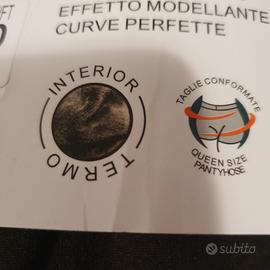 EFFETTO MODELLANTE
CURVE PERFETTE
INTERIOR
TERMO
TAGLIE CONFORMATE
QUEEN SIZE
PANTYHOSE
subito